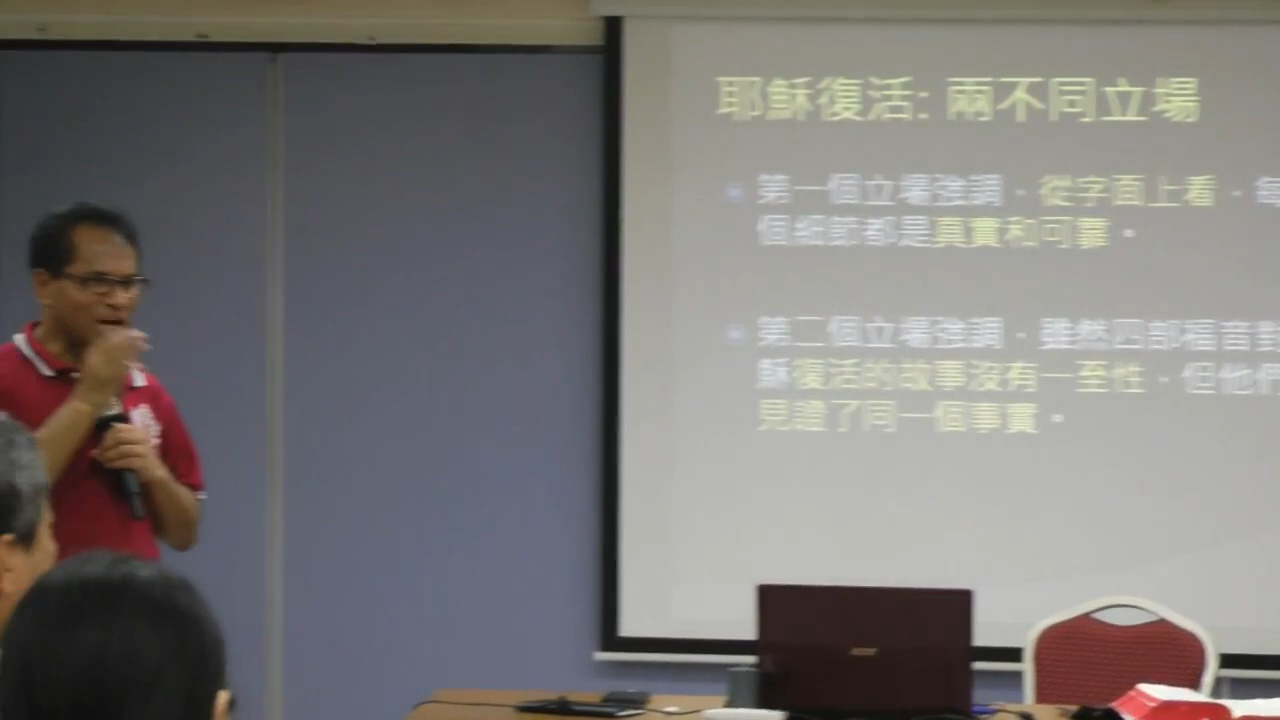 耶穌復活: 兩不同立場
第一個立場強調，從字面上看，每
個細節都是真實和可靠。
第二個立場強調，雖然四部福音對
穌復活的故事沒有一至性，但他們
見證了同一個事實。
acer